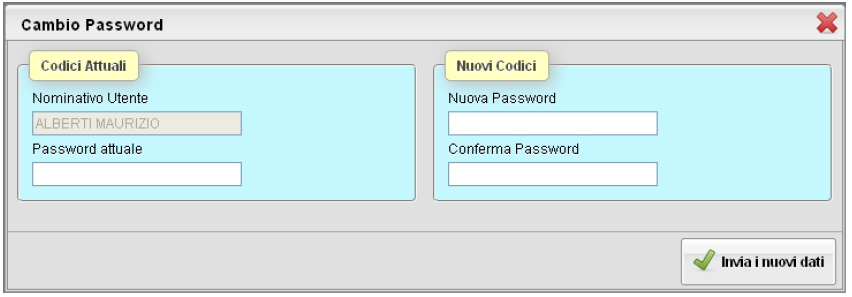 Cambio Password
Codici Attuali
Nominativo Utente
ALBERTI MAURIZIO
Password attuale
Nuovi Codici
Nuova Password
Conferma Password
Invia i nuovi dati